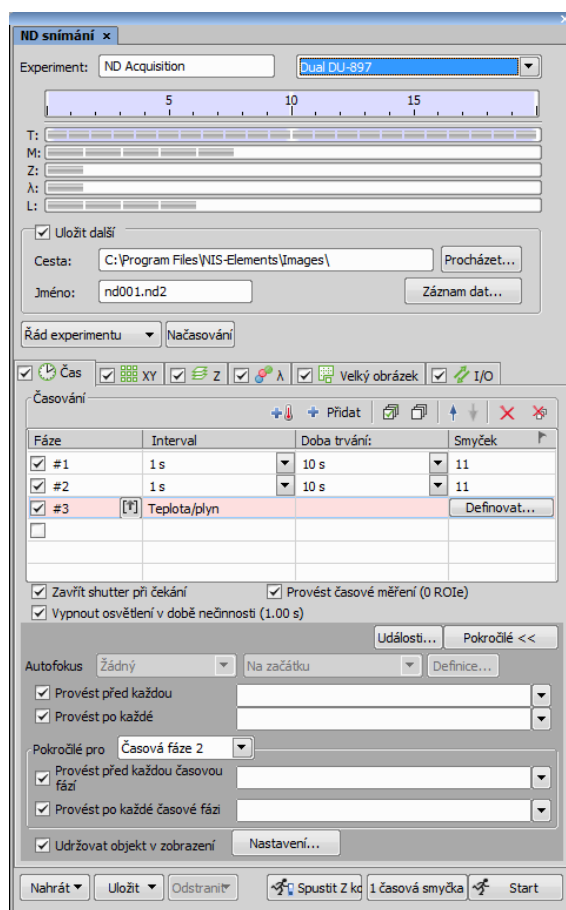 ND snímání ×
Experiment: ND Acquisition Dual DU-897
5 10 15
T:
M:
Z:
λ:
L:
Uložit další
Cesta: C:\Program Files\NIS-Elements\Images\ Procházet...
Jméno: nd001.nd2 Záznam dat...
Řád experimentu Načasování
Čas XY Z λ Velký obrázek I/O
Časování
Přidat
Fáze Interval Doba trvání: Smyček
#1 1 s 10 s 11
#2 1 s 10 s 11
#3 Teplota/plyn Definovat...
Zavřít shutter při čekání Provést časové měření (0 ROIe)
Vypnout osvětlení v době nečinnosti (1.00 s)
Události... Pokročilé <<
Autofokus Žádný Na začátku Definice...
Provést před každou
Provést po každé
Pokročilé pro Časová fáze 2
Provést před každou časovou
fází
Provést po každé časové fázi
Udržovat objekt v zobrazení Nastavení...
Nahrát Uložit Odstranit Spustit Z kc 1 časová smyčka Start